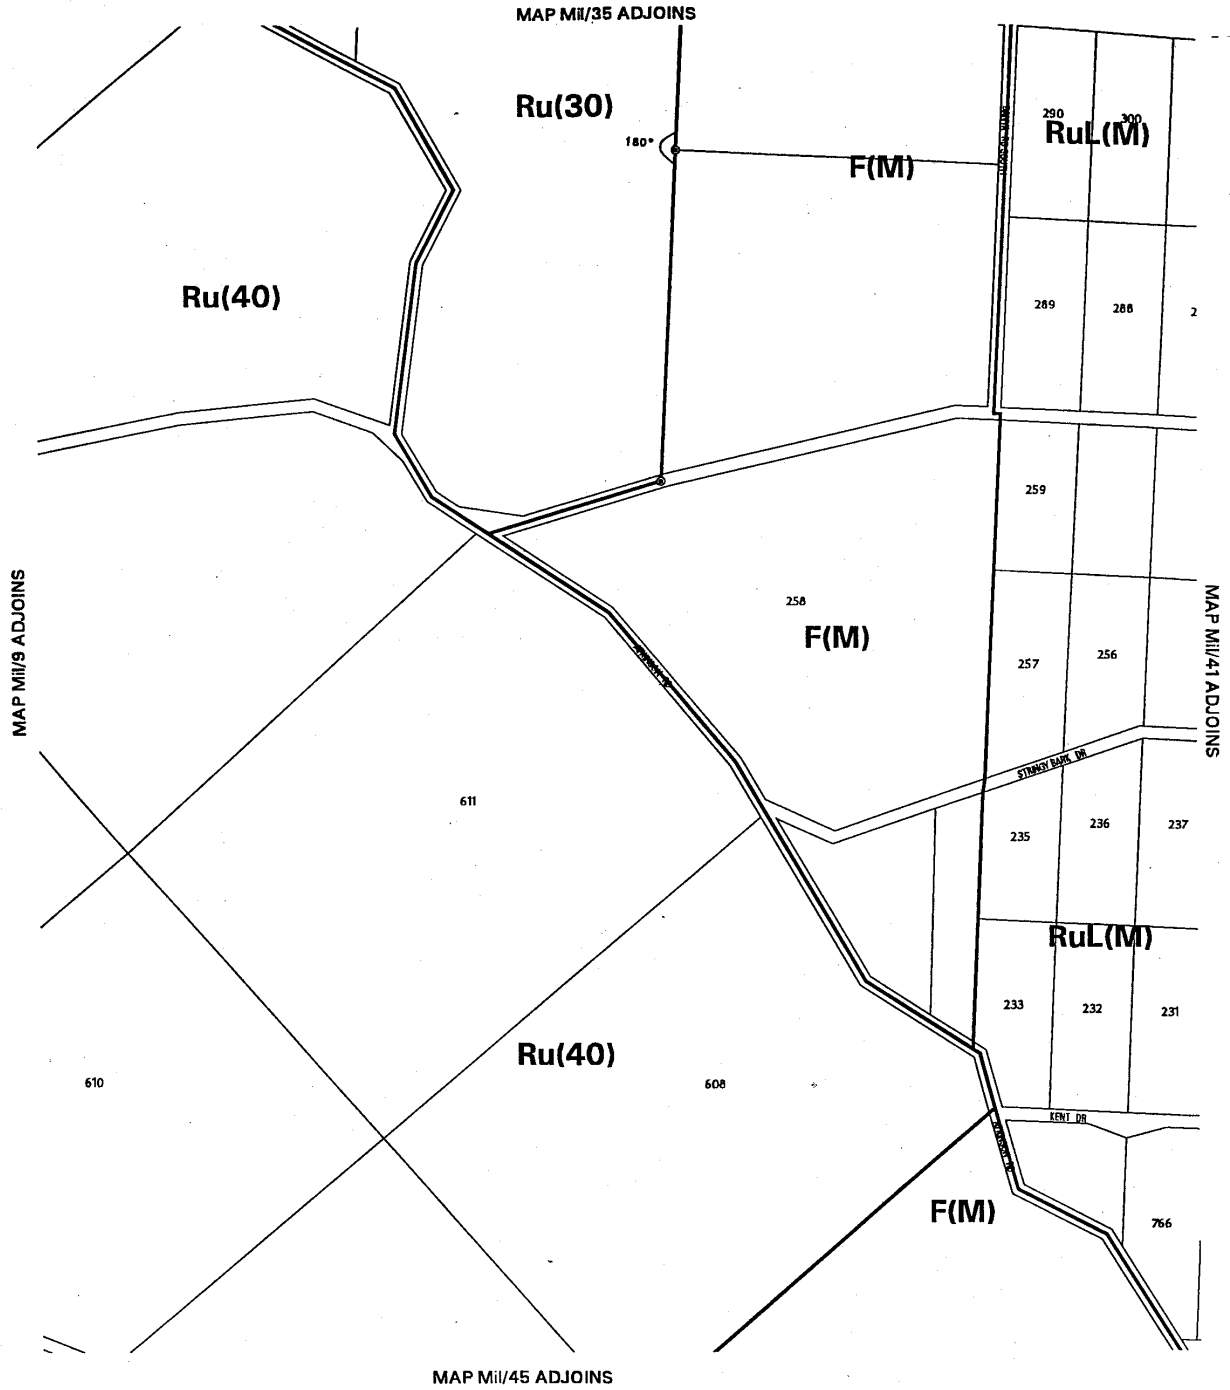 MAP Mil/35 ADJOINS
Ru(30)
290
300
RuL(M)
180°
F(M)
Ru(40)
289
288
2
259
MAP Mil/9 ADJOINS
MAP Mil/41 ADJOINS
258
F(M)
257
256
STRINGY BARK DR
611
235
236
237
RuL(M)
233
232
231
Ru(40)
610
608
KENT DR
F(M)
766
MAP Mil/45 ADJOINS